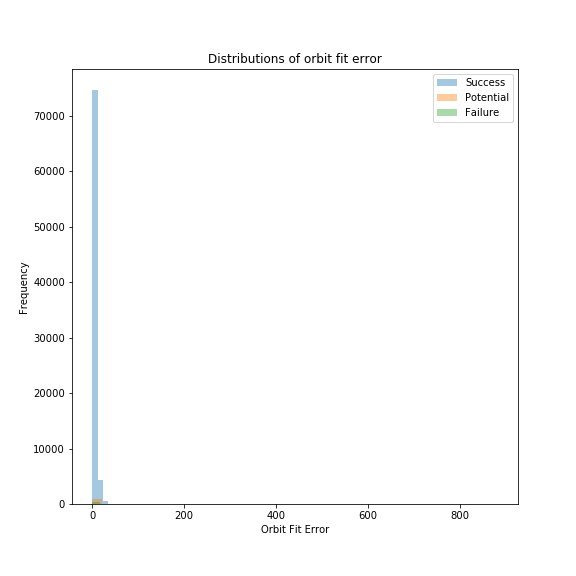 Distributions of orbit fit error
Success
Potential
Failure
70000
60000
50000
40000
30000
20000
10000
0
Frequency
0 200 400 600 800
Orbit Fit Error